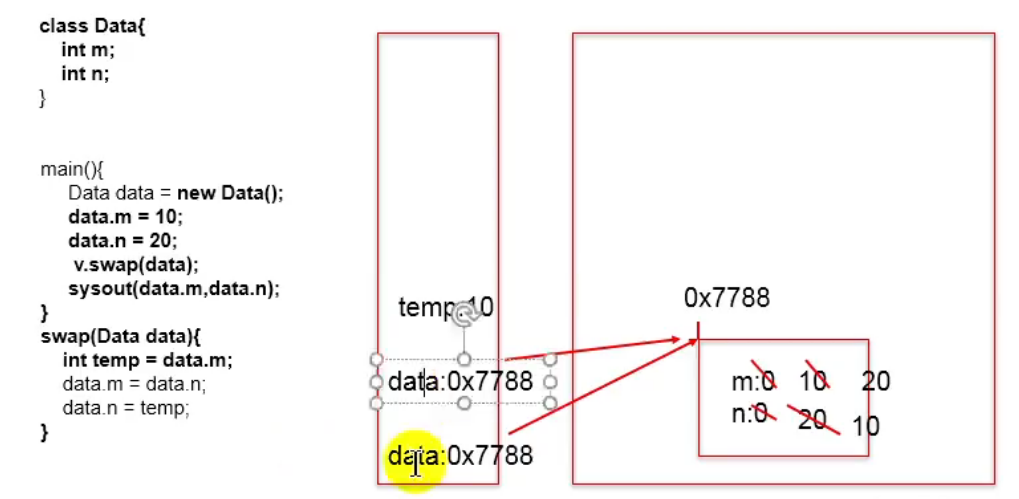 class Data{
int m;
int n;
}
main(){
Data data = new Data();
data.m = 10;
data.n = 20;
v.swap(data);
sysout(data.m,data.n);
}
swap(Data data){
int temp = data.m;
data.m = data.n;
data.n = temp;
}
temp:10
data:0x7788
data:0x7788
0x7788
m:0 10 20
n:0 20 10